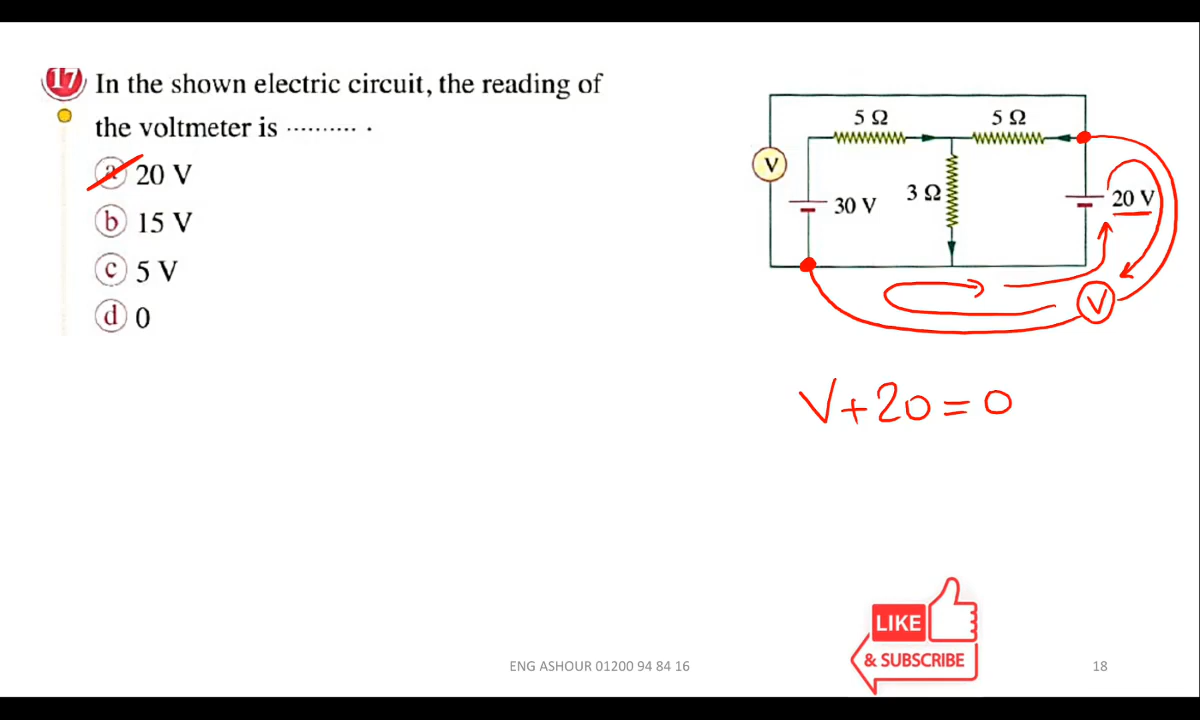 17 In the shown electric circuit, the reading of
the voltmeter is .......... .
a 20 V
b 15 V
c 5 V
d 0
5 Ω 5 Ω
V
30 V 3 Ω 20 V
V
V+20=0
LIKE
& SUBSCRIBE
ENG ASHOUR 01200 94 84 16
18